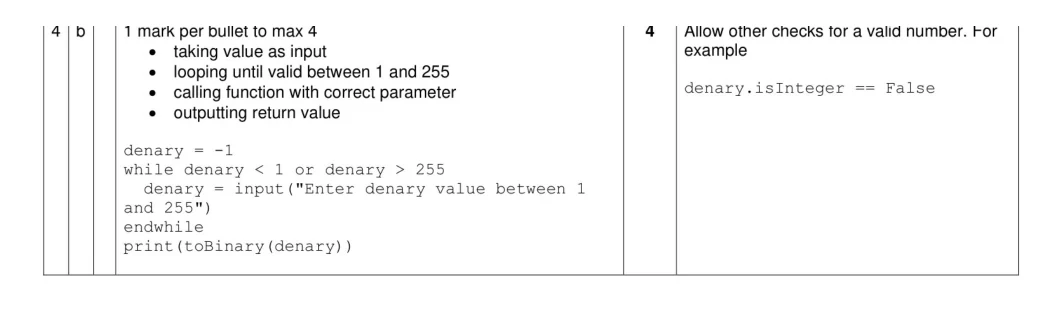 4 b 1 mark per bullet to max 4 4 Allow other checks for a valid number. For
• taking value as input example
• looping until valid between 1 and 255
• calling function with correct parameter denary.isInteger == False
• outputting return value
denary = -1
while denary < 1 or denary > 255
denary = input("Enter denary value between 1
and 255")
endwhile
print(toBinary(denary))